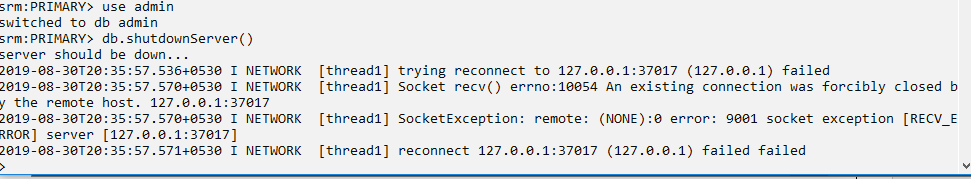 srm:PRIMARY> use admin
switched to db admin
srm:PRIMARY> db.shutdownServer()
server should be down...
2019-08-30T20:35:57.536+0530 I NETWORK  [thread1] trying reconnect to 127.0.0.1:37017 (127.0.0.1) failed
2019-08-30T20:35:57.570+0530 I NETWORK  [thread1] Socket recv() errno:10054 An existing connection was forcibly closed b
y the remote host. 127.0.0.1:37017
2019-08-30T20:35:57.570+0530 I NETWORK  [thread1] SocketException: remote: (NONE):0 error: 9001 socket exception [RECV_E
RROR] server [127.0.0.1:37017]
2019-08-30T20:35:57.571+0530 I NETWORK  [thread1] reconnect 127.0.0.1:37017 (127.0.0.1) failed failed
>